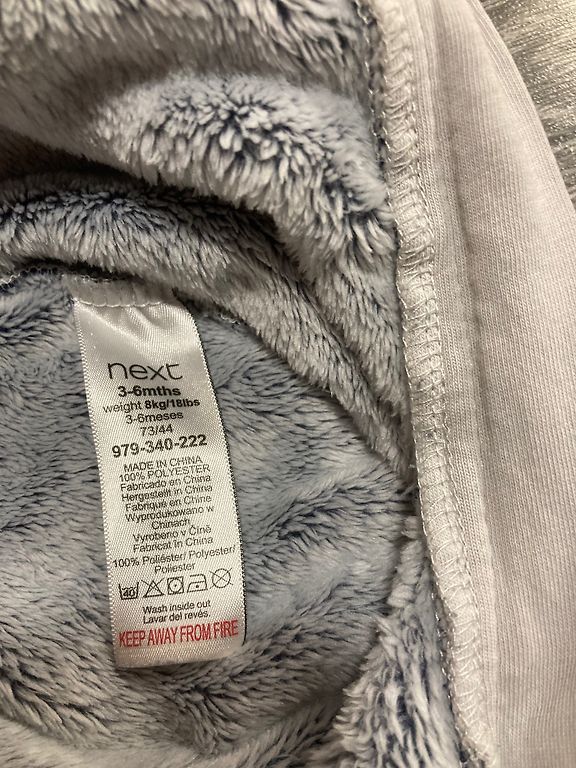 next
3-6mths
weight 8kg/18lbs
3-6meses
73/44
979-340-222
MADE IN CHINA
100% POLYESTER
Fabricado en China
Hergestellt in China
Fabriqué en Chine
Wyprodukowano w
Chinach
Vyrobeno v Číně
Fabricat în China
100% Poliéster/ Polyester/
Poliester
40
Wash inside out
Lavar del revés.
KEEP AWAY FROM FIRE